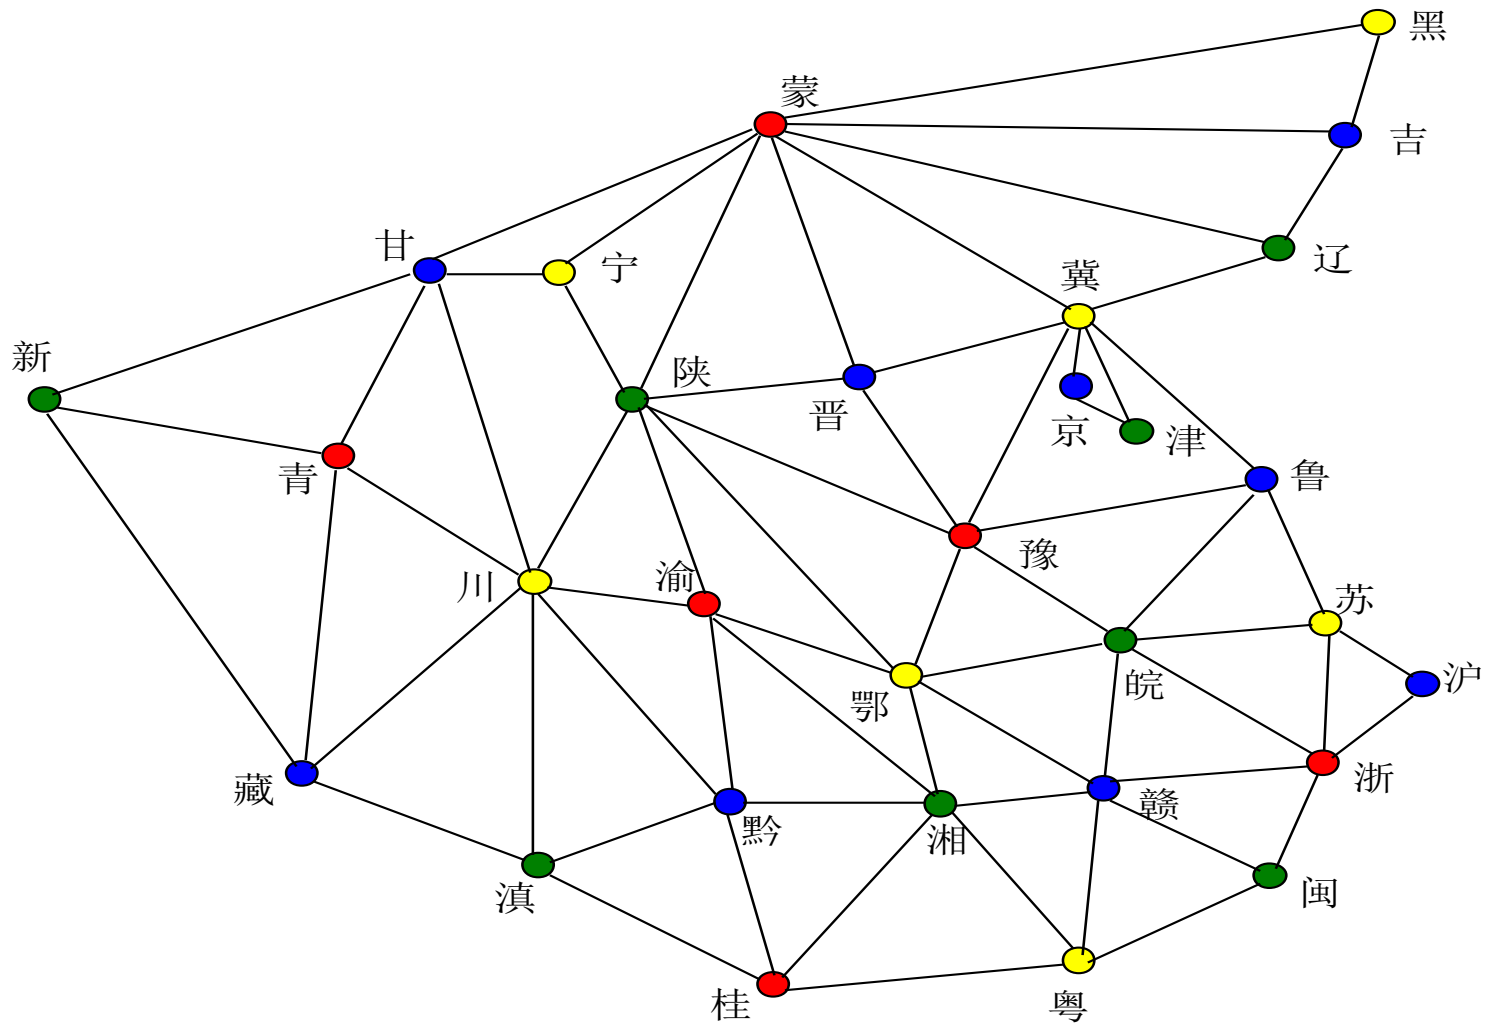 黑
蒙
吉
甘
宁
辽
冀
新
陕
晋
京
津
青
鲁
豫
川
渝
苏
鄂
皖
沪
藏
浙
黔
湘
赣
滇
闽
桂
粤